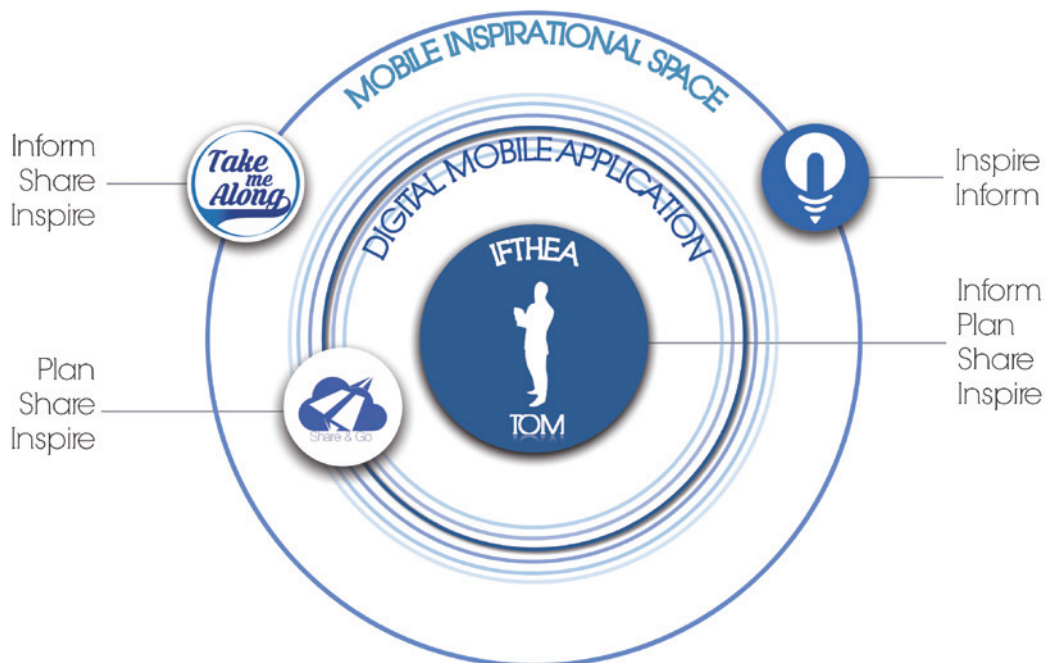 MOBILE INSPIRATIONAL SPACE
DIGITAL MOBILE APPLICATION
Inform
Share
Inspire
Take
me
Along
Inspire
Inform
IFTHEA
TOM
Inform
Plan
Share
Inspire
Plan
Share
Inspire
Share & Go